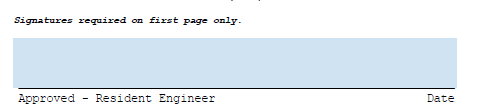 Signatures required on first page only.
Approved - Resident Engineer Date